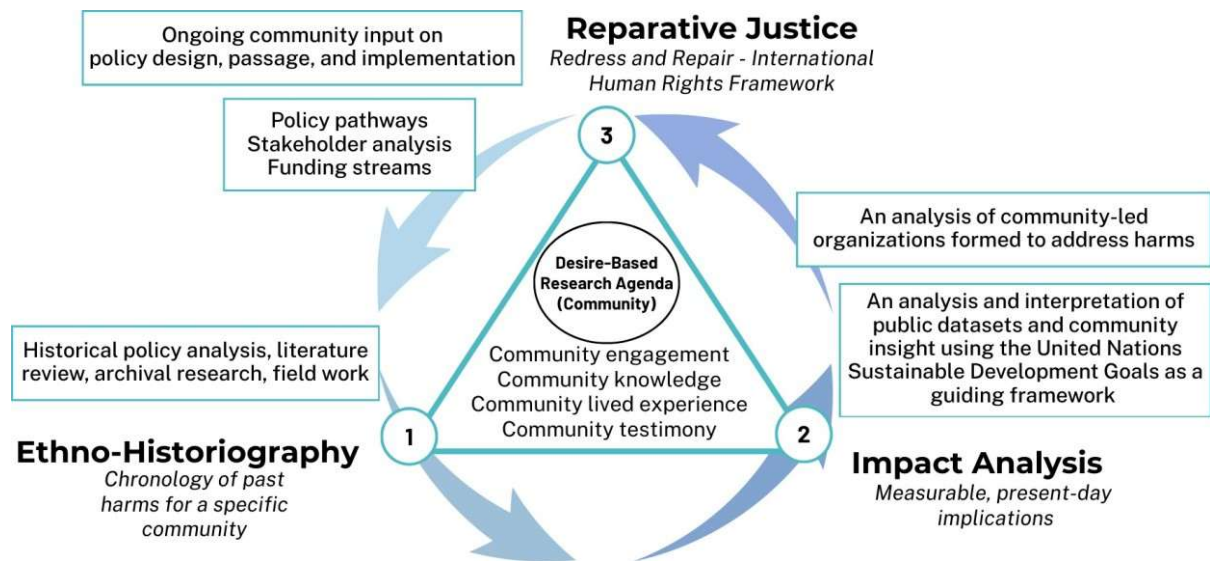 Reparative Justice
Redress and Repair - International
Human Rights Framework
Ongoing community input on
policy design, passage, and implementation
Policy pathways
Stakeholder analysis
Funding streams
3
An analysis of community-led
organizations formed to address harms
An analysis and interpretation of
public datasets and community
insight using the United Nations
Sustainable Development Goals as a
guiding framework
Desire-Based
Research Agenda
(Community)
Community engagement
Community knowledge
Community lived experience
Community testimony
Historical policy analysis, literature
review, archival research, field work
1
Ethno-Historiography
Chronology of past
harms for a specific
community
2
Impact Analysis
Measurable, present-day
implications